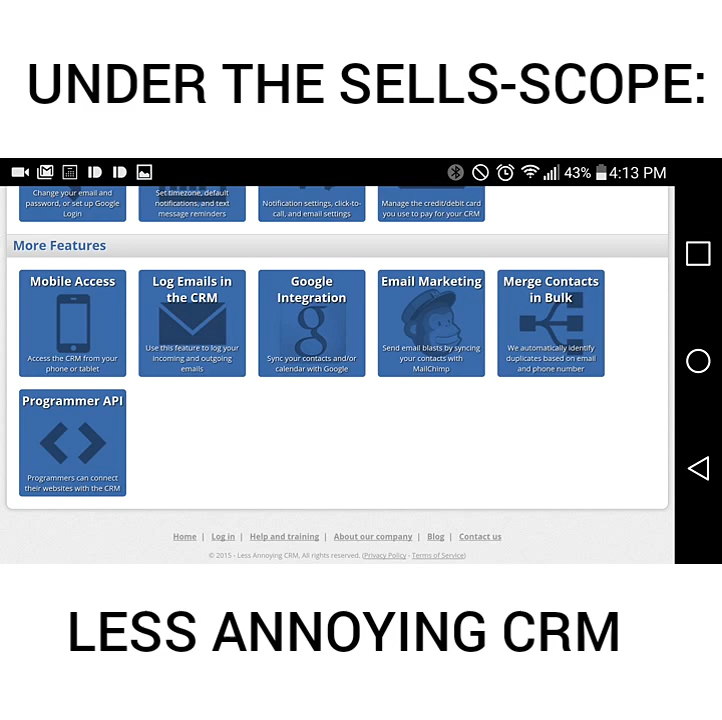 UNDER THE SELLS-SCOPE:
43% 4:13 PM
Change your email and
password, or set up Google
Login
Set timezone, default
notifications, and text
message reminders
Notification settings, click-to-
call, and email settings
Manage the credit/debit card
you use to pay for your CRM
More Features
Mobile Access
Access the CRM from your
phone or tablet
Log Emails in
the CRM
Use this feature to log your
incoming and outgoing
emails
Google
Integration
g
Sync your contacts and/or
calendar with Google
Email Marketing
Send email blasts by syncing
your contacts with
MailChimp
Merge Contacts
in Bulk
We automatically identify
duplicates based on email
and phone number
Programmer API
Programmers can connect
their websites with the CRM
Home | Log in | Help and training | About our company | Blog | Contact us
© 2015 - Less Annoying CRM, All rights reserved. (Privacy Policy - Terms of Service)
LESS ANNOYING CRM